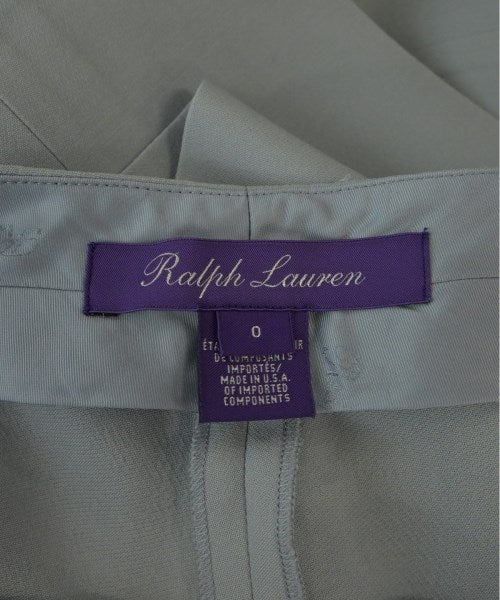 Ralph Lauren
0
DE COMPOSANTS
IMPORTÉS/
MADE IN U.S.A.
OF IMPORTED
COMPONENTS